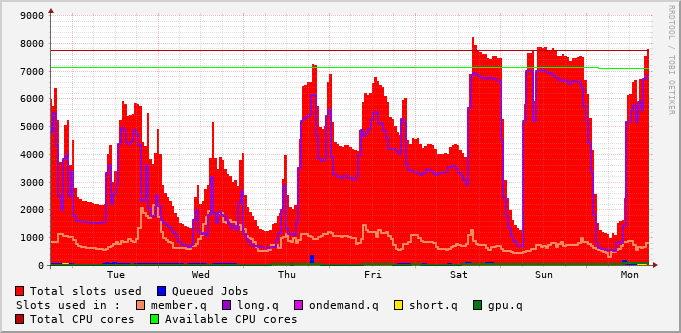 RRDTOOL / TOBI OETIKER
9000
8000
7000
6000
5000
4000
3000
2000
1000
0
Tue Wed Thu Fri Sat Sun Mon
Total slots used Queued Jobs
Slots used in : member.q long.q ondemand.q short.q gpu.q
Total CPU cores Available CPU cores